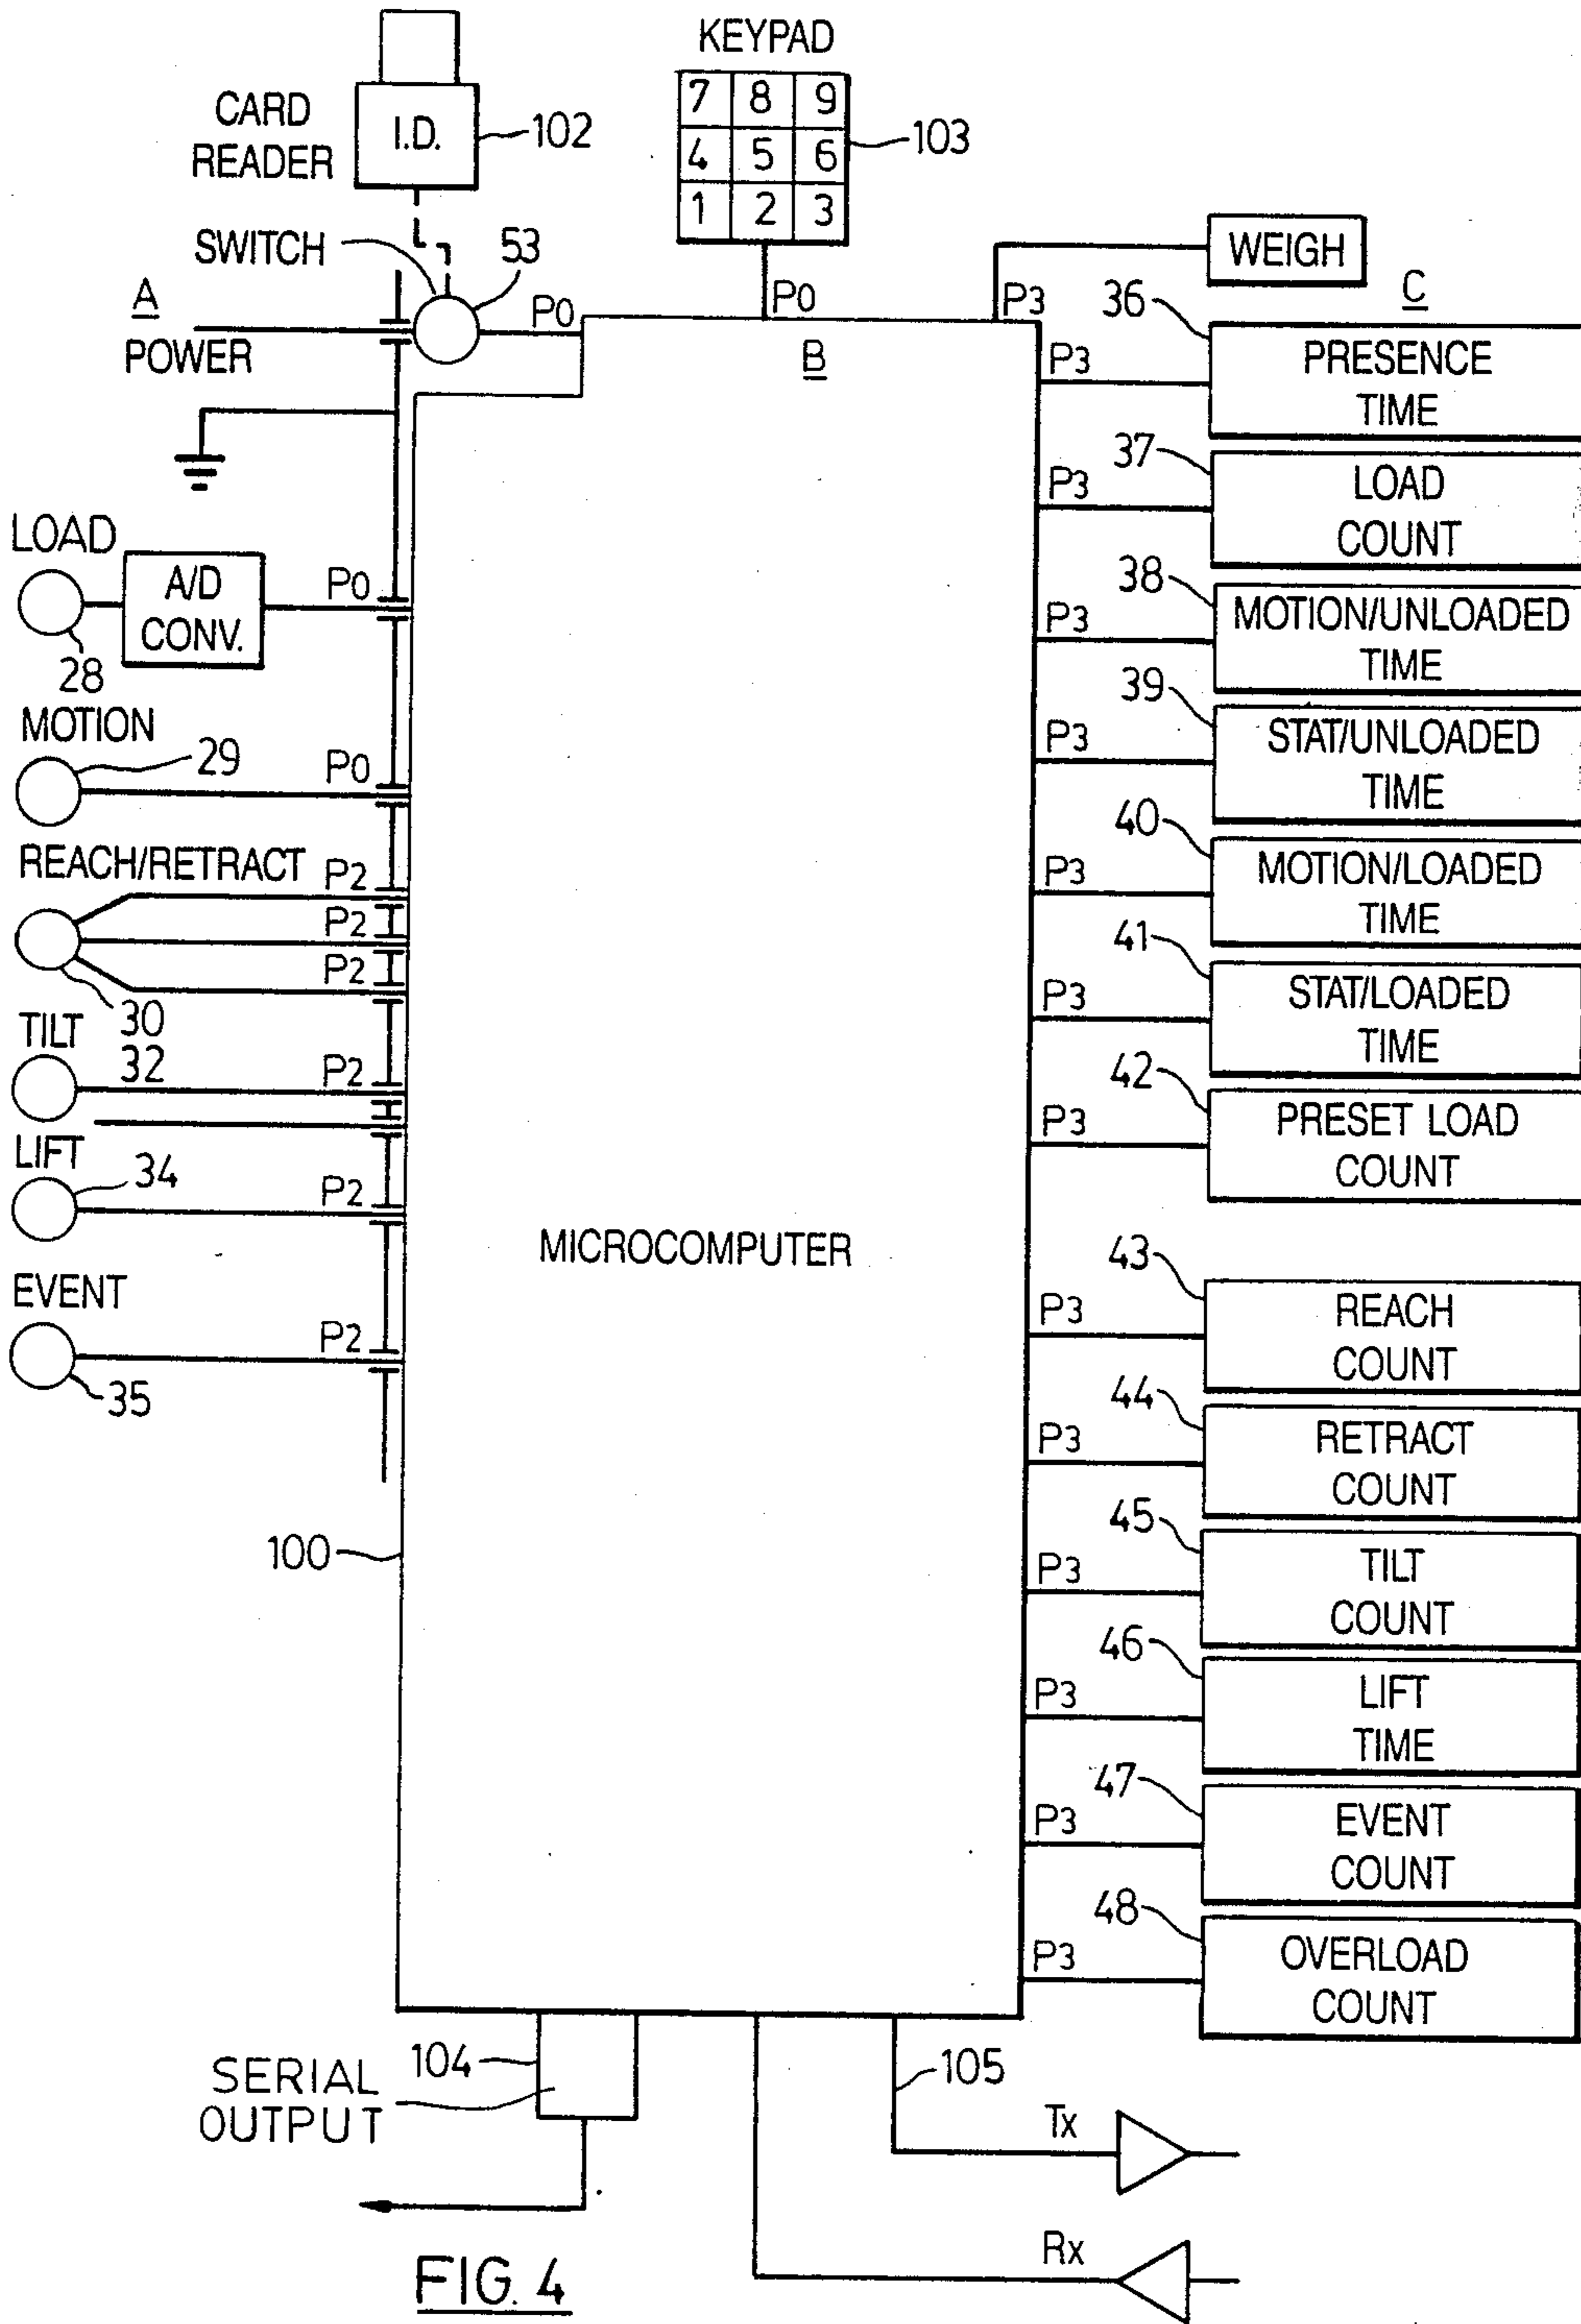 KEYPAD
7 8 9
4 5 6
1 2 3
103
CARD
READER
I.D.
102
SWITCH
53
A
POWER
P0
P0
P3
WEIGH
B
C
36
P3
PRESENCE
TIME
37
P3
LOAD
COUNT
38
P3
MOTION/UNLOADED
TIME
39
P3
STAT/UNLOADED
TIME
40
P3
MOTION/LOADED
TIME
41
P3
STAT/LOADED
TIME
42
P3
PRESET LOAD
COUNT
43
P3
REACH
COUNT
44
P3
RETRACT
COUNT
45
P3
TILT
COUNT
46
P3
LIFT
TIME
47
P3
EVENT
COUNT
48
P3
OVERLOAD
COUNT
LOAD
28
A/D
CONV.
P0
MOTION
29
P0
REACH/RETRACT
P2
P2
P2
30
TILT
32
P2
LIFT
34
P2
EVENT
35
P2
MICROCOMPUTER
100
104
SERIAL
OUTPUT
105
Tx
Rx
FIG. 4